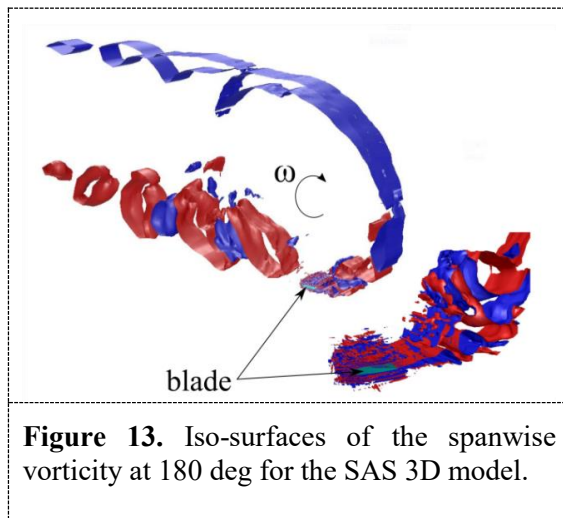 ω
blade
Figure 13. Iso-surfaces of the spanwise
vorticity at 180 deg for the SAS 3D model.